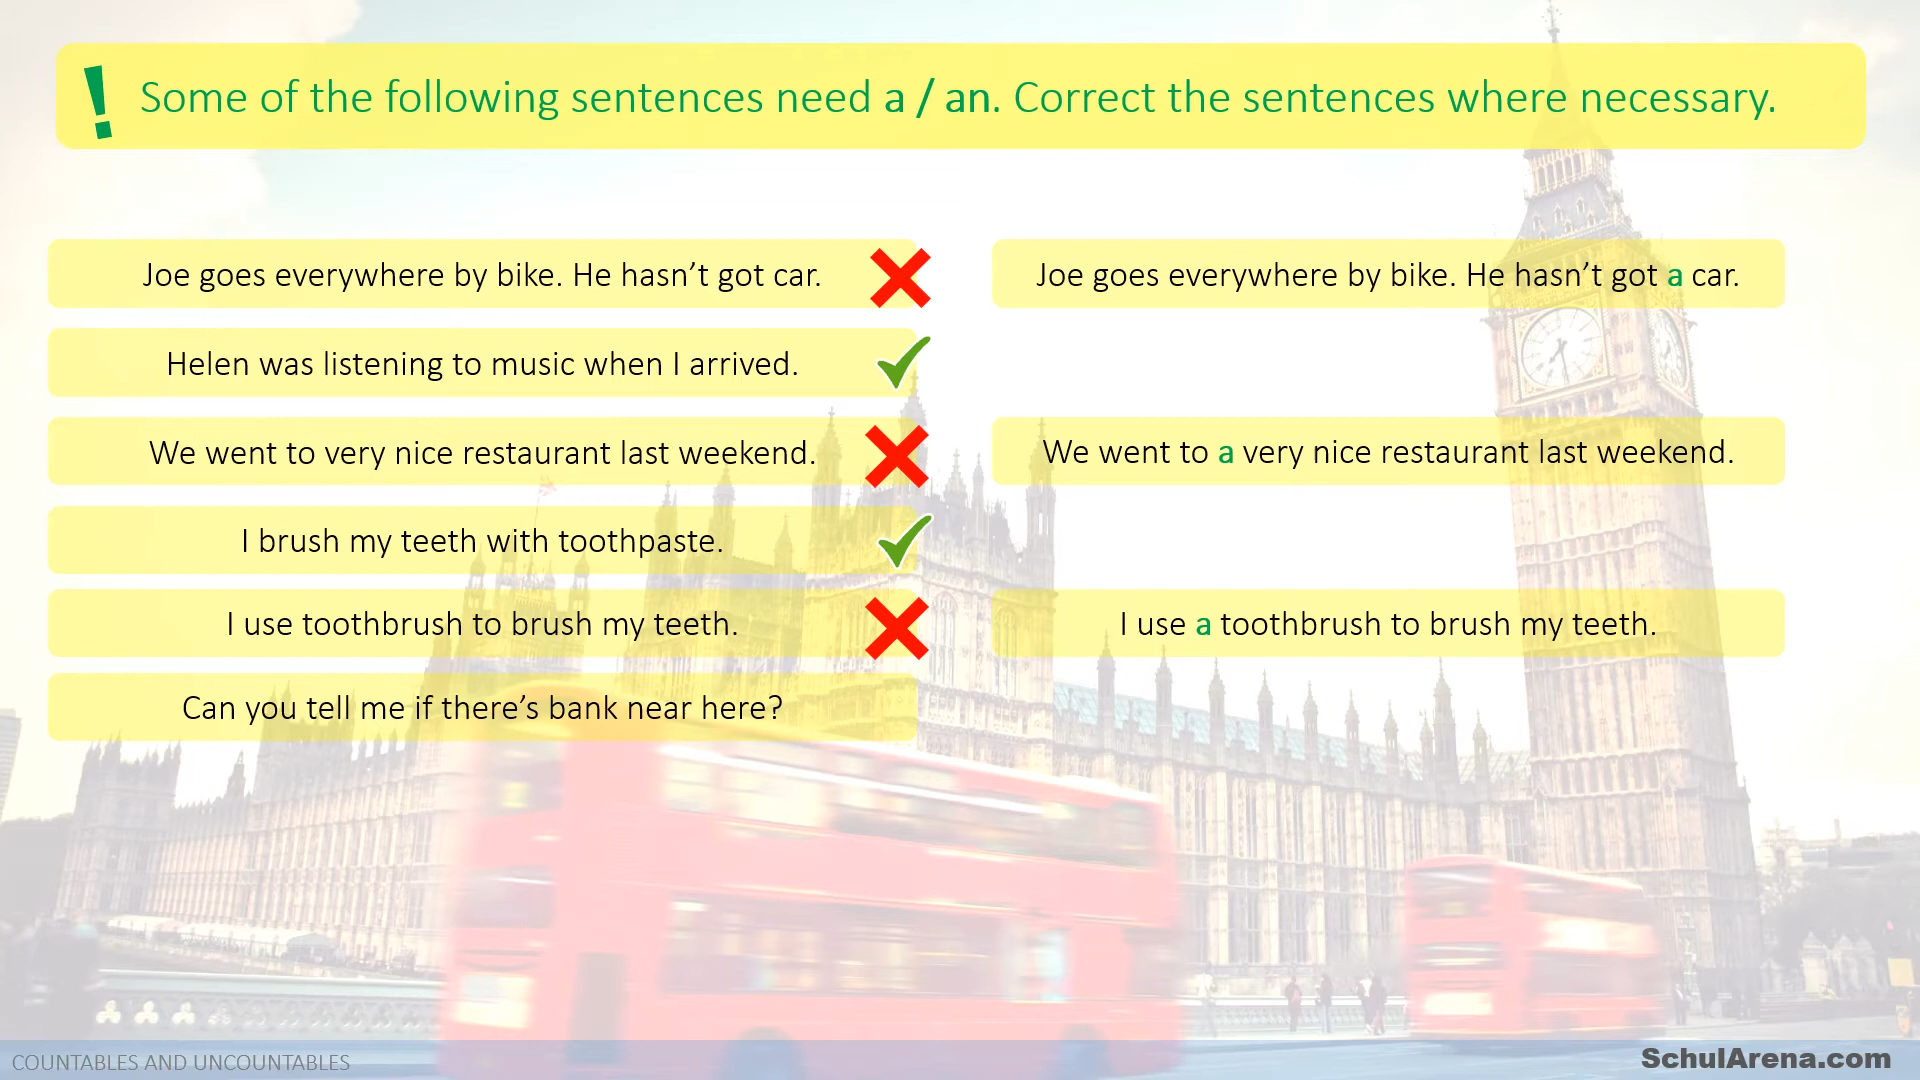 ! Some of the following sentences need a / an. Correct the sentences where necessary.
Joe goes everywhere by bike. He hasn’t got car.
Joe goes everywhere by bike. He hasn’t got a car.
Helen was listening to music when I arrived.
We went to very nice restaurant last weekend.
We went to a very nice restaurant last weekend.
I brush my teeth with toothpaste.
I use toothbrush to brush my teeth.
I use a toothbrush to brush my teeth.
Can you tell me if there’s bank near here?
COUNTABLES AND UNCOUNTABLES
SchulArena.com